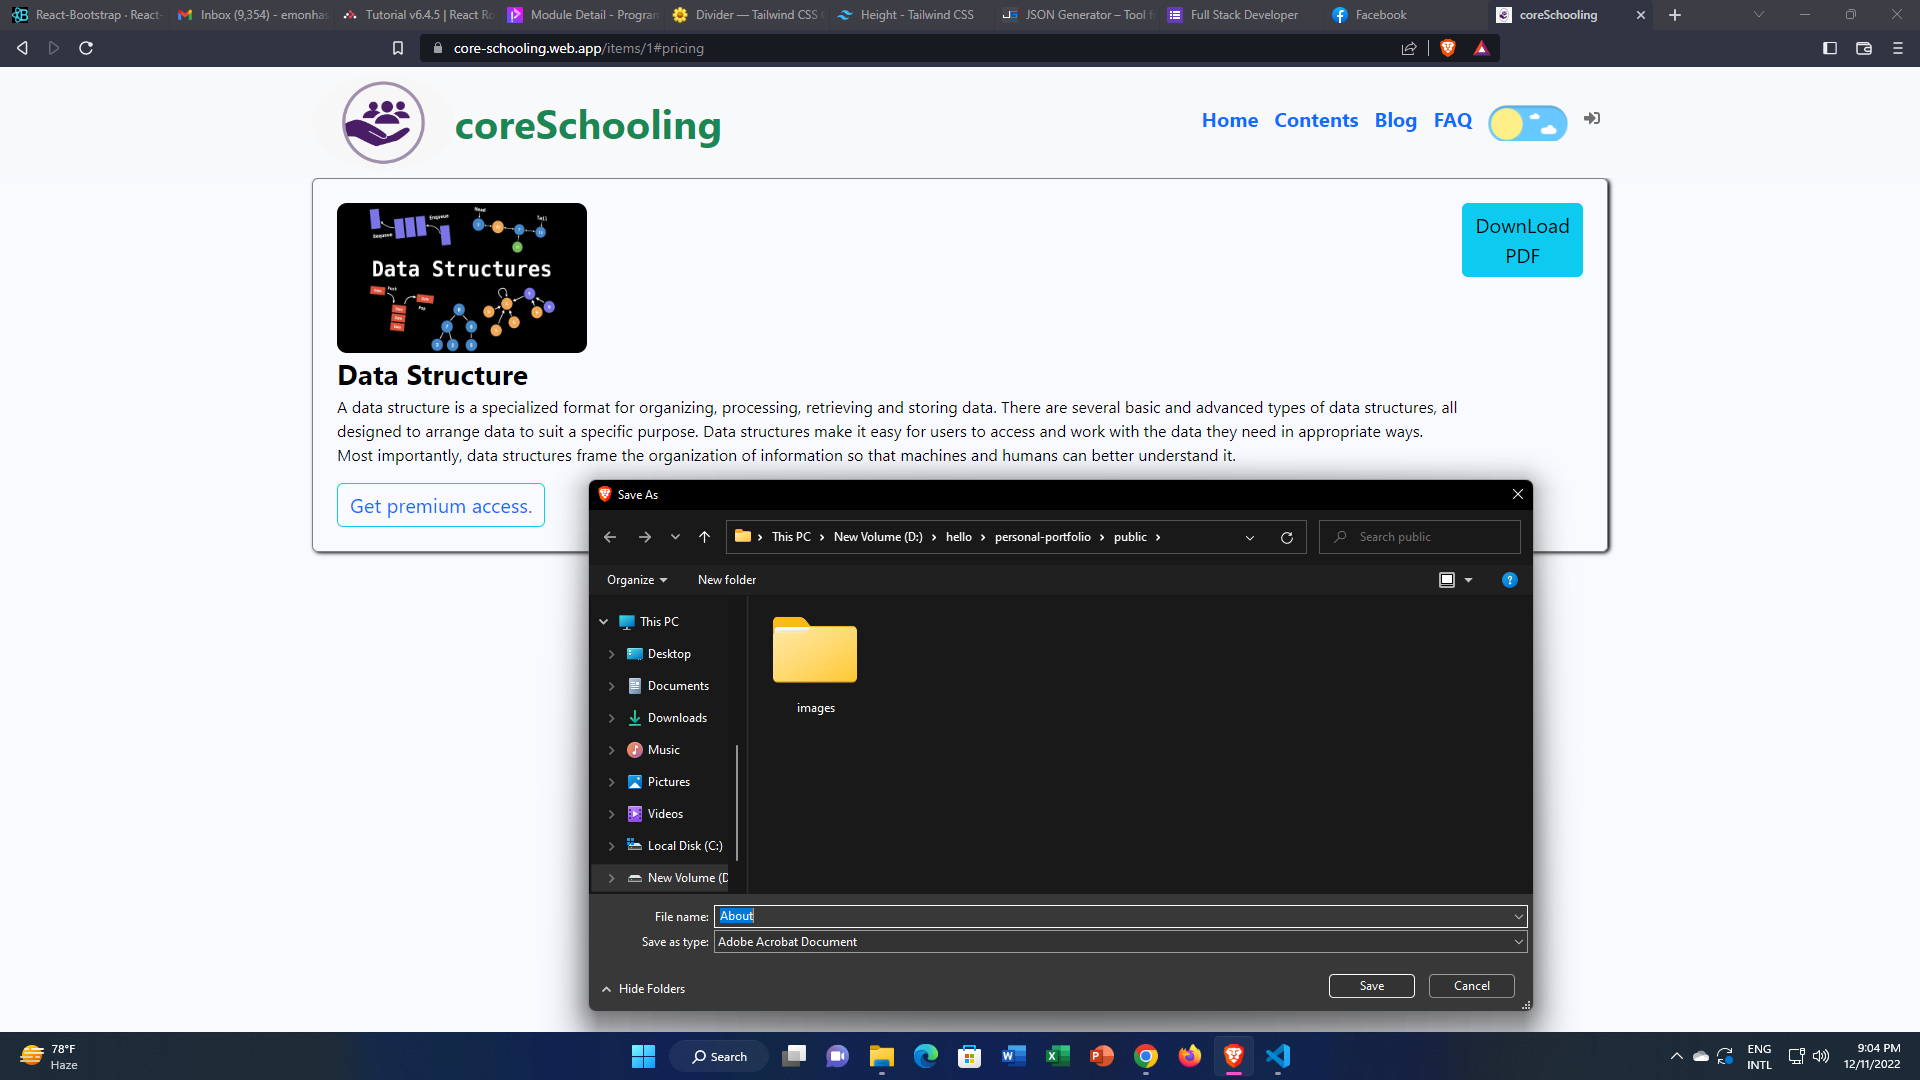 React-Bootstrap · React-
Inbox (9,354) - emonhas
Tutorial v6.4.5 | React Ro
Module Detail - Program
Divider — Tailwind CSS
Height - Tailwind CSS
JSON Generator – Tool f
Full Stack Developer
Facebook
coreSchooling
core-schooling.web.app/items/1#pricing
coreSchooling
Home
Contents
Blog
FAQ
Enqueue
Dequeue
Head
Tail
Data Structures
Push
Pop
DownLoad
PDF
Data Structure
A data structure is a specialized format for organizing, processing, retrieving and storing data. There are several basic and advanced types of data structures, all
designed to arrange data to suit a specific purpose. Data structures make it easy for users to access and work with the data they need in appropriate ways.
Most importantly, data structures frame the organization of information so that machines and humans can better understand it.
Get premium access.
Save As
This PC
New Volume (D:)
hello
personal-portfolio
public
Search public
Organize
New folder
This PC
Desktop
Documents
Downloads
Music
Pictures
Videos
Local Disk (C:)
New Volume (D
images
File name:
About
Save as type:
Adobe Acrobat Document
Hide Folders
Save
Cancel
78°F
Haze
Search
ENG
INTL
9:04 PM
12/11/2022